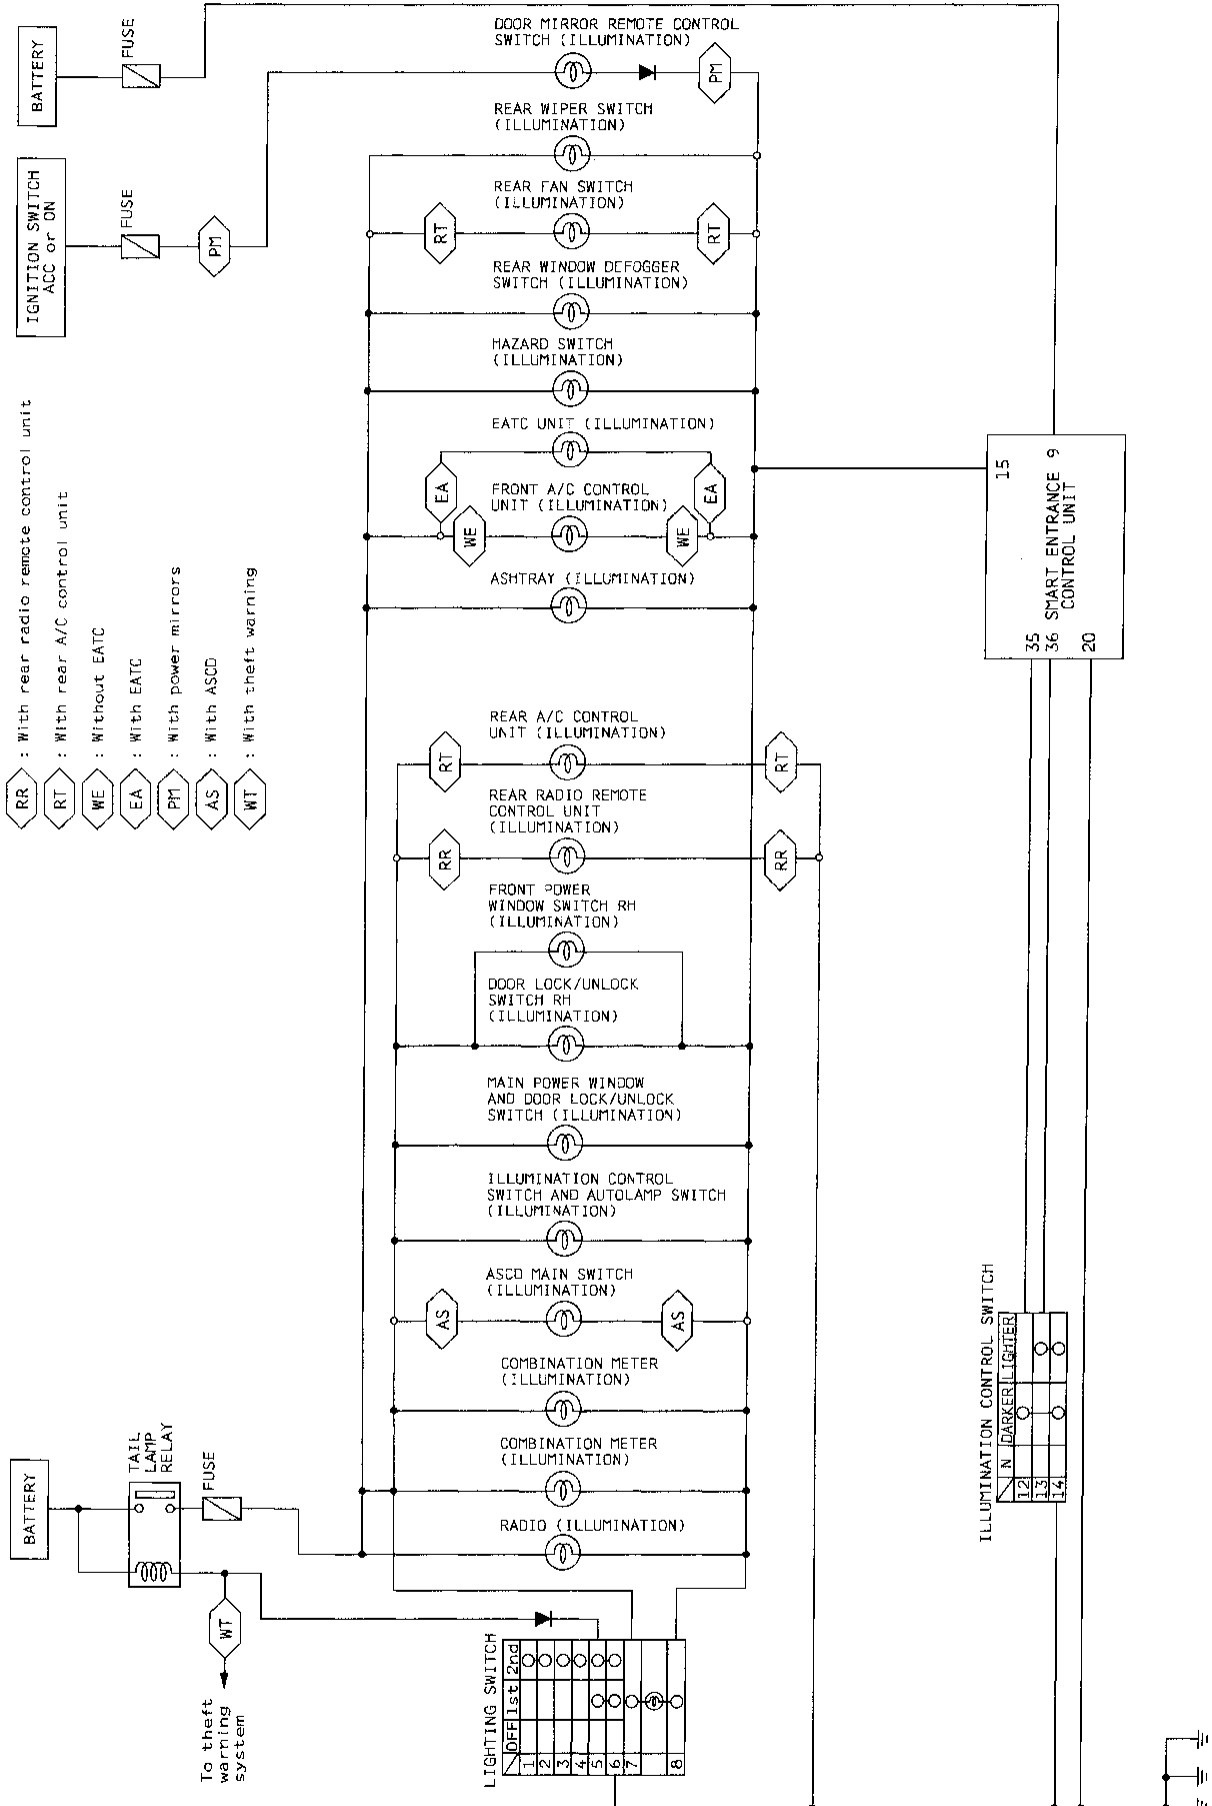 BATTERY
FUSE
IGNITION SWITCH
ACC or ON
FUSE
PM
DOOR MIRROR REMOTE CONTROL
SWITCH (ILLUMINATION)
PM
REAR WIPER SWITCH
(ILLUMINATION)
REAR FAN SWITCH
(ILLUMINATION)
RT
RT
REAR WINDOW DEFOGGER
SWITCH (ILLUMINATION)
HAZARD SWITCH
(ILLUMINATION)
EATC UNIT (ILLUMINATION)
EA
EA
FRONT A/C CONTROL
UNIT (ILLUMINATION)
WE
WE
ASHTRAY (ILLUMINATION)
15
SMART ENTRANCE
CONTROL UNIT
9
35
36
20
RR : With rear radio remote control unit
RT : With rear A/C control unit
WE : Without EATC
EA : With EATC
PM : With power mirrors
AS : With ASCD
WT : With theft warning
REAR A/C CONTROL
UNIT (ILLUMINATION)
RT
RT
REAR RADIO REMOTE
CONTROL UNIT
(ILLUMINATION)
RR
RR
FRONT POWER
WINDOW SWITCH RH
(ILLUMINATION)
DOOR LOCK/UNLOCK
SWITCH RH
(ILLUMINATION)
MAIN POWER WINDOW
AND DOOR LOCK/UNLOCK
SWITCH (ILLUMINATION)
ILLUMINATION CONTROL
SWITCH AND AUTOLAMP SWITCH
(ILLUMINATION)
ASCD MAIN SWITCH
(ILLUMINATION)
AS
AS
COMBINATION METER
(ILLUMINATION)
COMBINATION METER
(ILLUMINATION)
RADIO (ILLUMINATION)
ILLUMINATION CONTROL SWITCH
N DARKER LIGHTER
12
13
14
BATTERY
TAIL
LAMP
RELAY
FUSE
WT
To theft
warning
system
LIGHTING SWITCH
OFF 1st 2nd
1
2
3
4
5
6
7
8